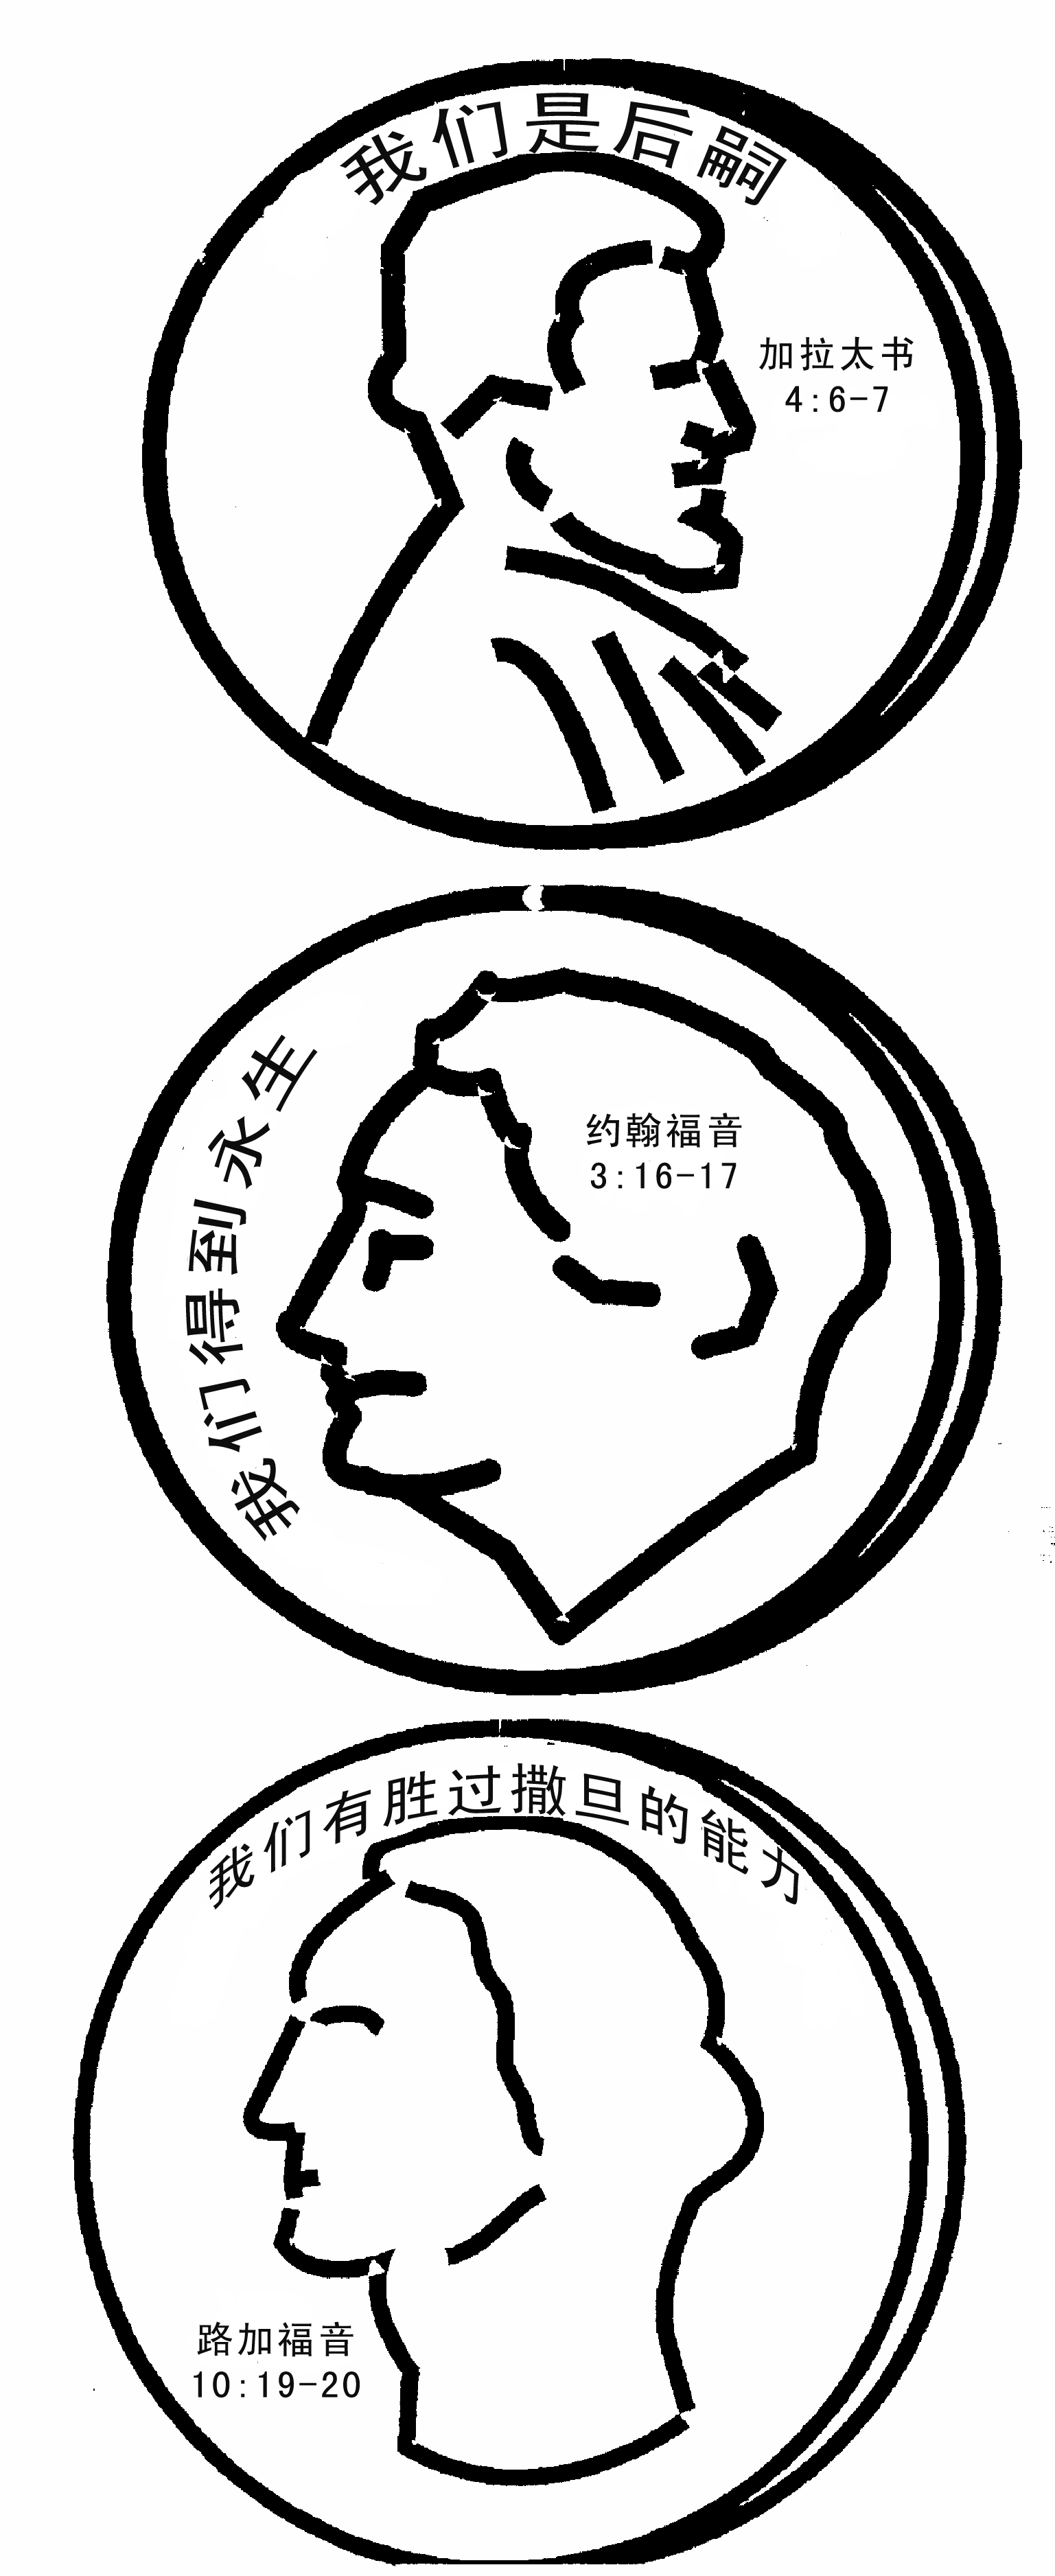 我们是后嗣
加拉太书
4:6-7
我们得到永生
约翰福音
3:16-17
我们有胜过撒旦的能力
路加福音
10:19-20